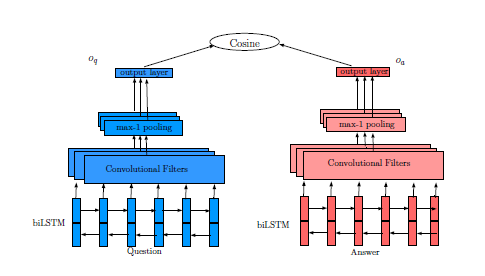 Cosine
o_q
o_a
output layer
output layer
max-1 pooling
max-1 pooling
Convolutional Filters
Convolutional Filters
biLSTM
biLSTM
Question
Answer